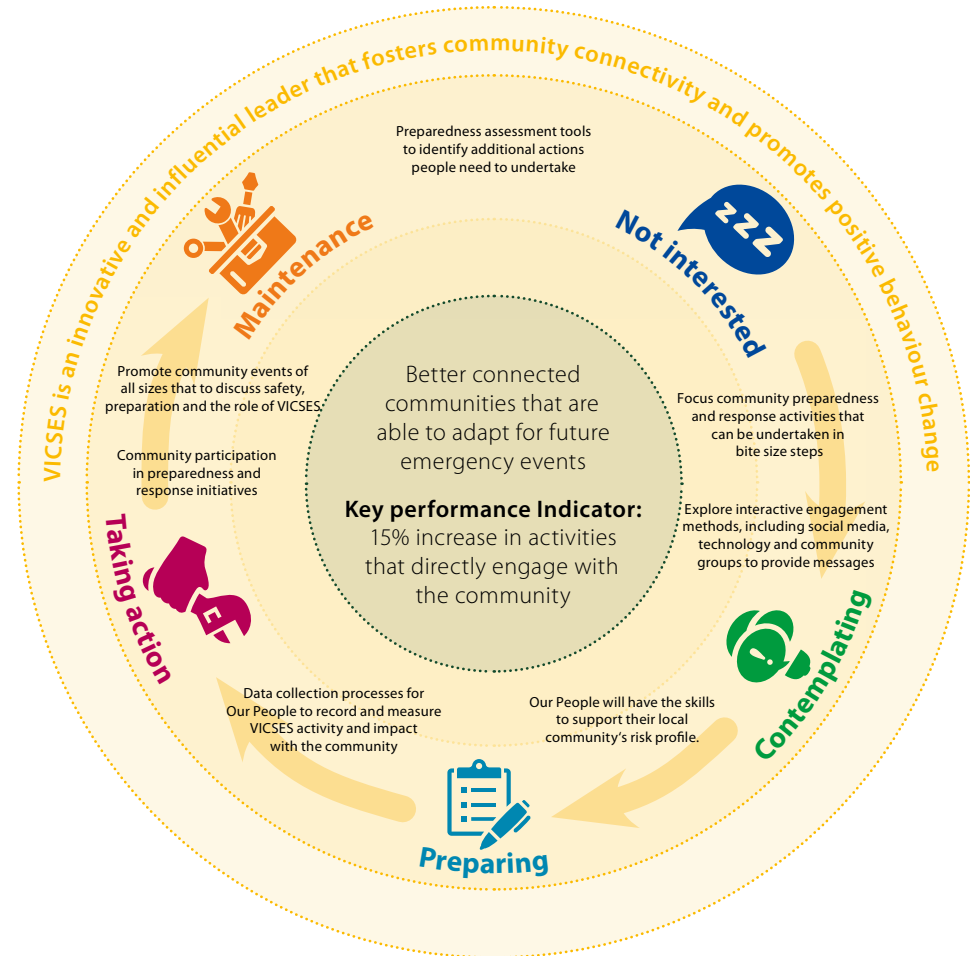 VICSES is an innovative and influential leader that fosters community connectivity and promotes positive behaviour change
Preparedness assessment tools
to identify additional actions
people need to undertake
zzz
Not interested
Focus community preparedness
and response activities that
can be undertaken in
bite size steps
Explore interactive engagement
methods, including social media,
technology and community
groups to provide messages
Contemplating
Our People will have the skills
to support their local
community's risk profile.
Preparing
Data collection processes for
Our People to record and measure
VICSES activity and impact
with the community
Taking action
Community participation
in preparedness and
response initiatives
Promote community events of
all sizes that to discuss safety,
preparation and the role of VICSES
Maintenance
Better connected
communities that are
able to adapt for future
emergency events
Key performance Indicator:
15% increase in activities
that directly engage with
the community